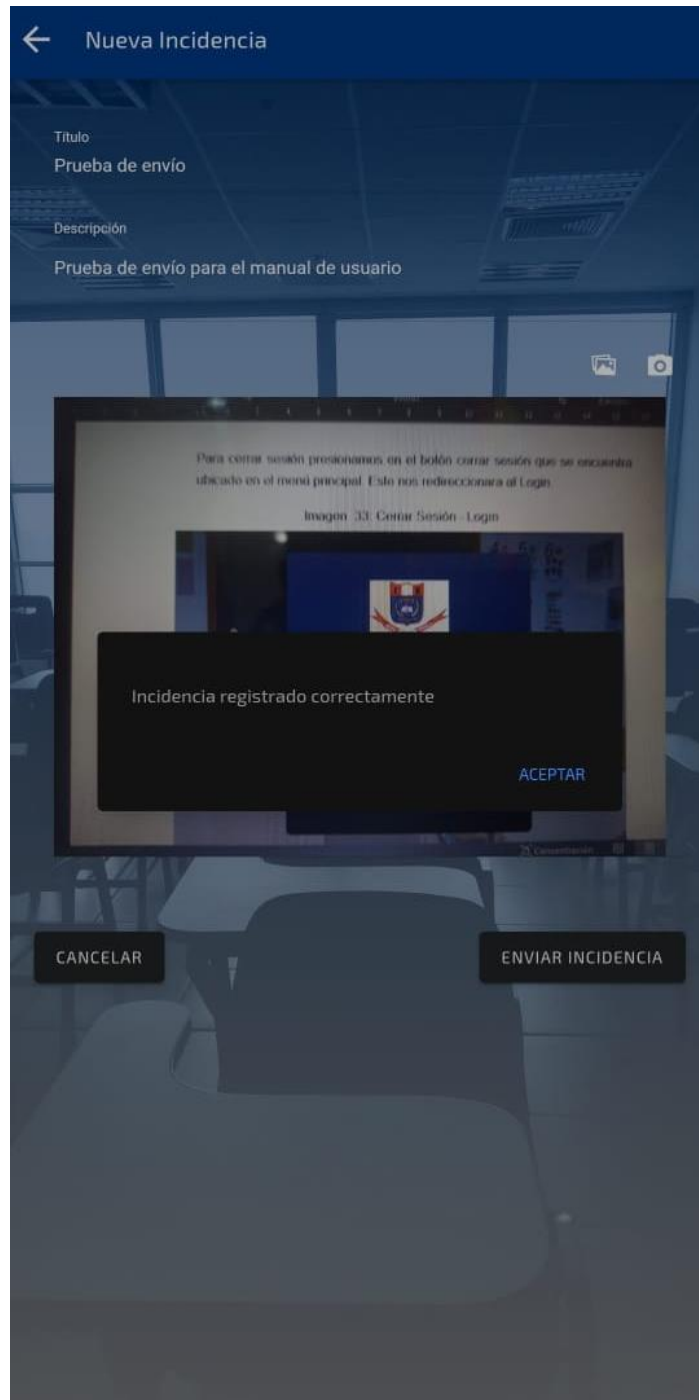 Nueva Incidencia
Título
Prueba de envío
Descripción
Prueba de envío para el manual de usuario
Para cerrar sesión presionamos en el botón cerrar sesión que se encuentra
ubicado en el menú principal. Esto nos redireccionara al Login
Imagen 33: Cerrar Sesión - Login
Incidencia registrado correctamente
ACEPTAR
Concentración
CANCELAR
ENVIAR INCIDENCIA